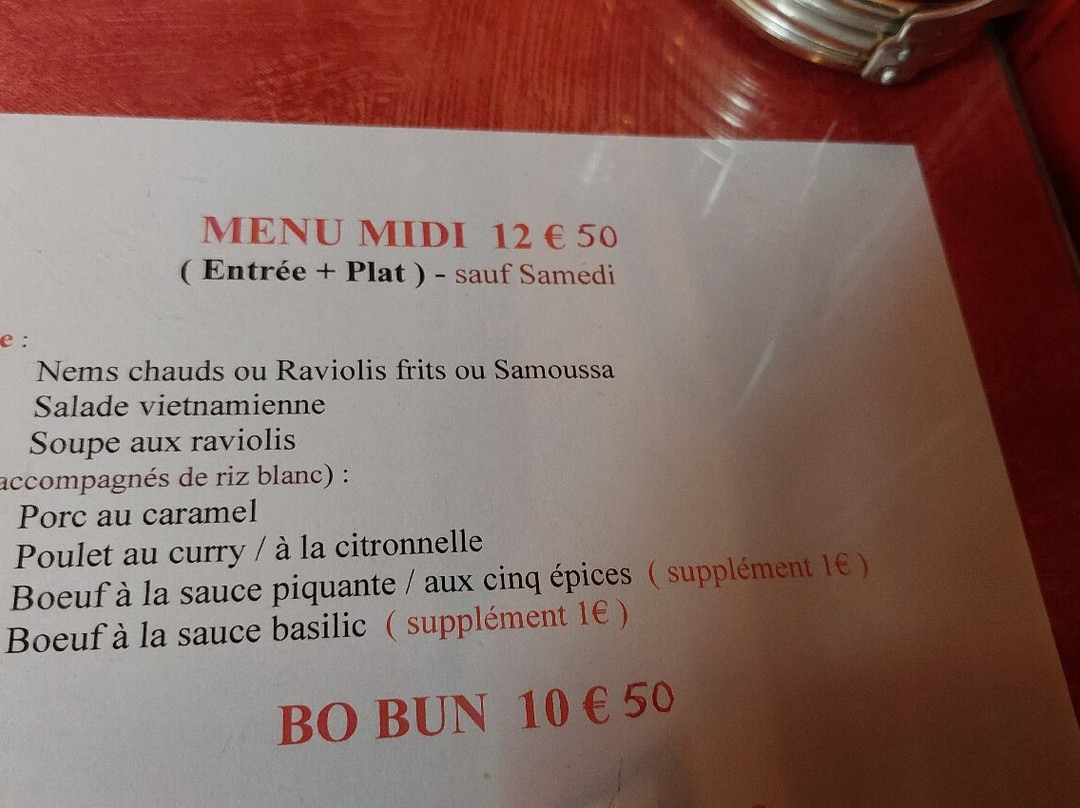 MENU MIDI 12 € 50
( Entrée + Plat ) - sauf Samedi
e :
Nems chauds ou Raviolis frits ou Samoussa
Salade vietnamienne
Soupe aux raviolis
accompagnés de riz blanc) :
Porc au caramel
Poulet au curry / à la citronnelle
Boeuf à la sauce piquante / aux cinq épices ( supplément 1€ )
Boeuf à la sauce basilic ( supplément 1€ )
BO BUN 10 € 50